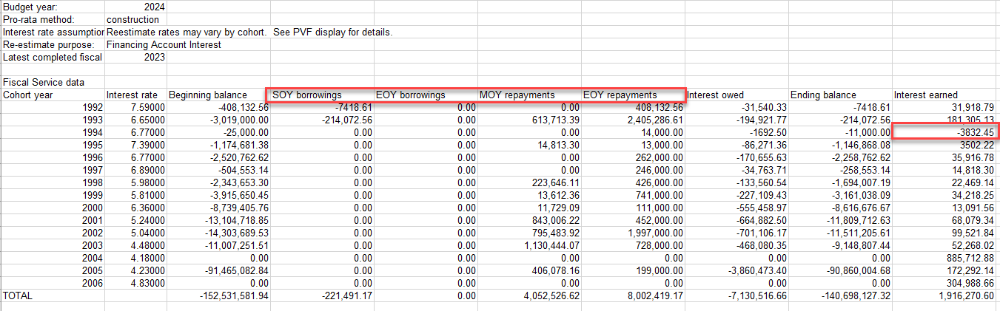 Budget year: 2024
Pro-rata method: construction
Interest rate assumption Reestimate rates may vary by cohort. See PVF display for details.
Re-estimate purpose: Financing Account Interest
Latest completed fiscal 2023
Fiscal Service data
Cohort year Interest rate Beginning balance SOY borrowings EOY borrowings MOY repayments EOY repayments Interest owed Ending balance Interest earned
1992 7.59000 -408,132.56 -7418.61 0.00 0.00 408,132.56 -31,540.33 -7418.61 31,918.79
1993 6.65000 -3,019,000.00 -214,072.56 0.00 613,713.39 2,405,286.61 -194,921.77 -214,072.56 181,305.13
1994 6.77000 -25,000.00 0.00 0.00 0.00 14,000.00 -1692.50 -11,000.00 -3832.45
1995 7.39000 -1,174,681.38 0.00 0.00 14,813.30 13,000.00 -86,271.36 -1,146,868.08 3502.22
1996 6.77000 -2,520,762.62 0.00 0.00 0.00 262,000.00 -170,655.63 -2,258,762.62 35,916.78
1997 6.89000 -504,553.14 0.00 0.00 0.00 246,000.00 -34,763.71 -258,553.14 14,818.30
1998 5.98000 -2,343,653.30 0.00 0.00 223,646.11 426,000.00 -133,560.54 -1,694,007.19 22,469.14
1999 5.81000 -3,915,650.45 0.00 0.00 13,612.36 741,000.00 -227,109.43 -3,161,038.09 34,218.25
2000 6.36000 -8,739,405.76 0.00 0.00 11,729.09 111,000.00 -555,458.97 -8,616,676.67 13,091.56
2001 5.24000 -13,104,718.85 0.00 0.00 843,006.22 452,000.00 -664,882.50 -11,809,712.63 68,079.34
2002 5.04000 -14,303,689.53 0.00 0.00 795,483.92 1,997,000.00 -701,106.17 -11,511,205.61 99,521.84
2003 4.48000 -11,007,251.51 0.00 0.00 1,130,444.07 728,000.00 -468,080.35 -9,148,807.44 52,268.02
2004 4.18000 0.00 0.00 0.00 0.00 0.00 0.00 0.00 885,712.88
2005 4.23000 -91,465,082.84 0.00 0.00 406,078.16 199,000.00 -3,860,473.40 -90,860,004.68 172,292.14
2006 4.83000 0.00 0.00 0.00 0.00 0.00 0.00 0.00 304,988.66
TOTAL -152,531,581.94 -221,491.17 0.00 4,052,526.62 8,002,419.17 -7,130,516.66 -140,698,127.32 1,916,270.60